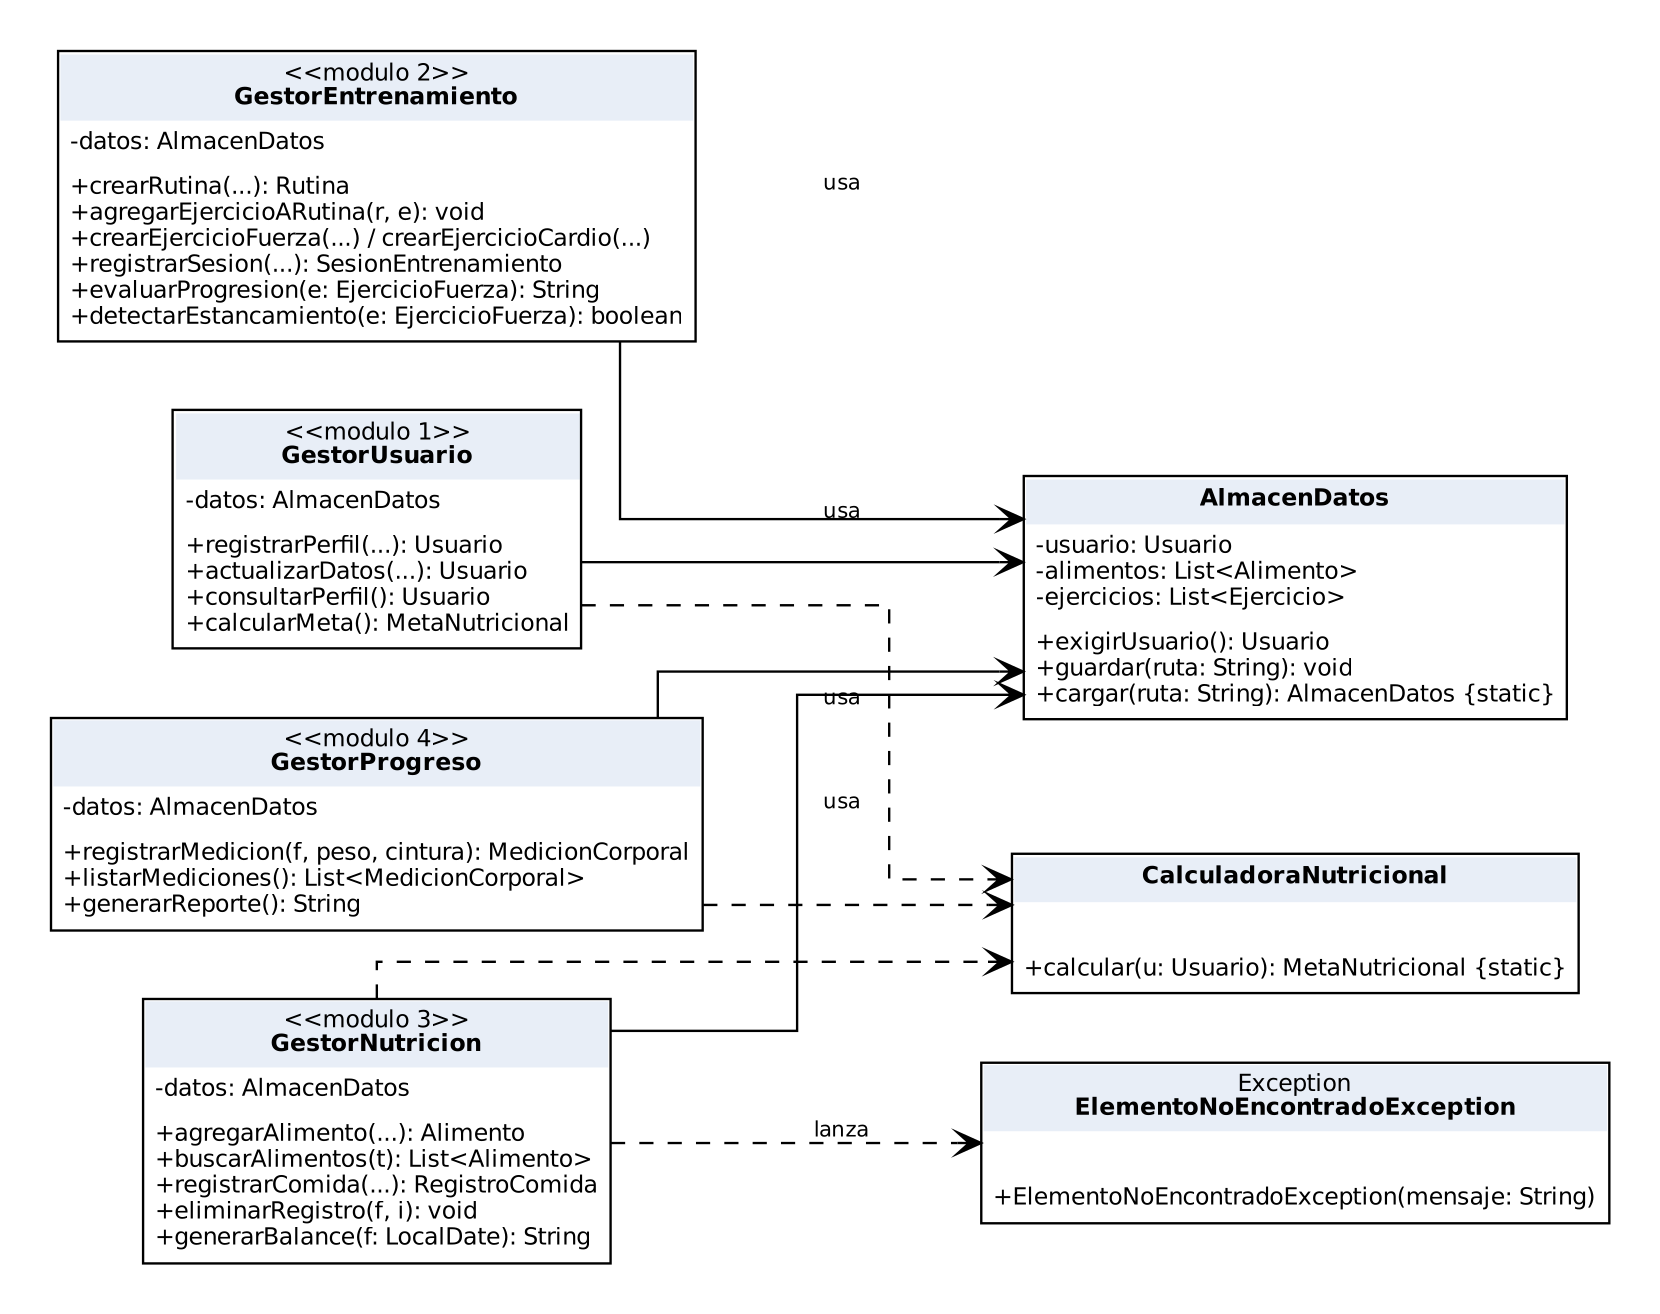 <<modulo 2>>
GestorEntrenamiento
-datos: AlmacenDatos
+crearRutina(...): Rutina
+agregarEjercicioARutina(r, e): void
+crearEjercicioFuerza(...) / crearEjercicioCardio(...)
+registrarSesion(...): SesionEntrenamiento
+evaluarProgresion(e: EjercicioFuerza): String
+detectarEstancamiento(e: EjercicioFuerza): boolean
usa
<<modulo 1>>
GestorUsuario
-datos: AlmacenDatos
+registrarPerfil(...): Usuario
+actualizarDatos(...): Usuario
+consultarPerfil(): Usuario
+calcularMeta(): MetaNutricional
usa
AlmacenDatos
-usuario: Usuario
-alimentos: List<Alimento>
-ejercicios: List<Ejercicio>
+exigirUsuario(): Usuario
+guardar(ruta: String): void
+cargar(ruta: String): AlmacenDatos {static}
usa
<<modulo 4>>
GestorProgreso
-datos: AlmacenDatos
+registrarMedicion(f, peso, cintura): MedicionCorporal
+listarMediciones(): List<MedicionCorporal>
+generarReporte(): String
usa
CalculadoraNutricional
+calcular(u: Usuario): MetaNutricional {static}
<<modulo 3>>
GestorNutricion
-datos: AlmacenDatos
+agregarAlimento(...): Alimento
+buscarAlimentos(t): List<Alimento>
+registrarComida(...): RegistroComida
+eliminarRegistro(f, i): void
+generarBalance(f: LocalDate): String
lanza
Exception
ElementoNoEncontradoException
+ElementoNoEncontradoException(mensaje: String)